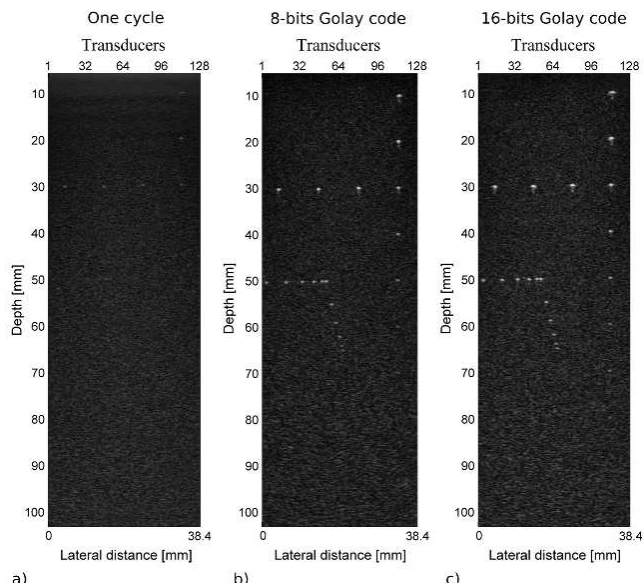 One cycle
Transducers
1 32 64 96 128
10
20
30
40
50
60
70
80
90
100
Depth [mm]
0 38.4
Lateral distance [mm]
a)
8-bits Golay code
Transducers
1 32 64 96 128
10
20
30
40
50
60
70
80
90
100
Depth [mm]
0 38.4
Lateral distance [mm]
b)
16-bits Golay code
Transducers
1 32 64 96 128
10
20
30
40
50
60
70
80
90
100
Depth [mm]
0 38.4
Lateral distance [mm]
c)